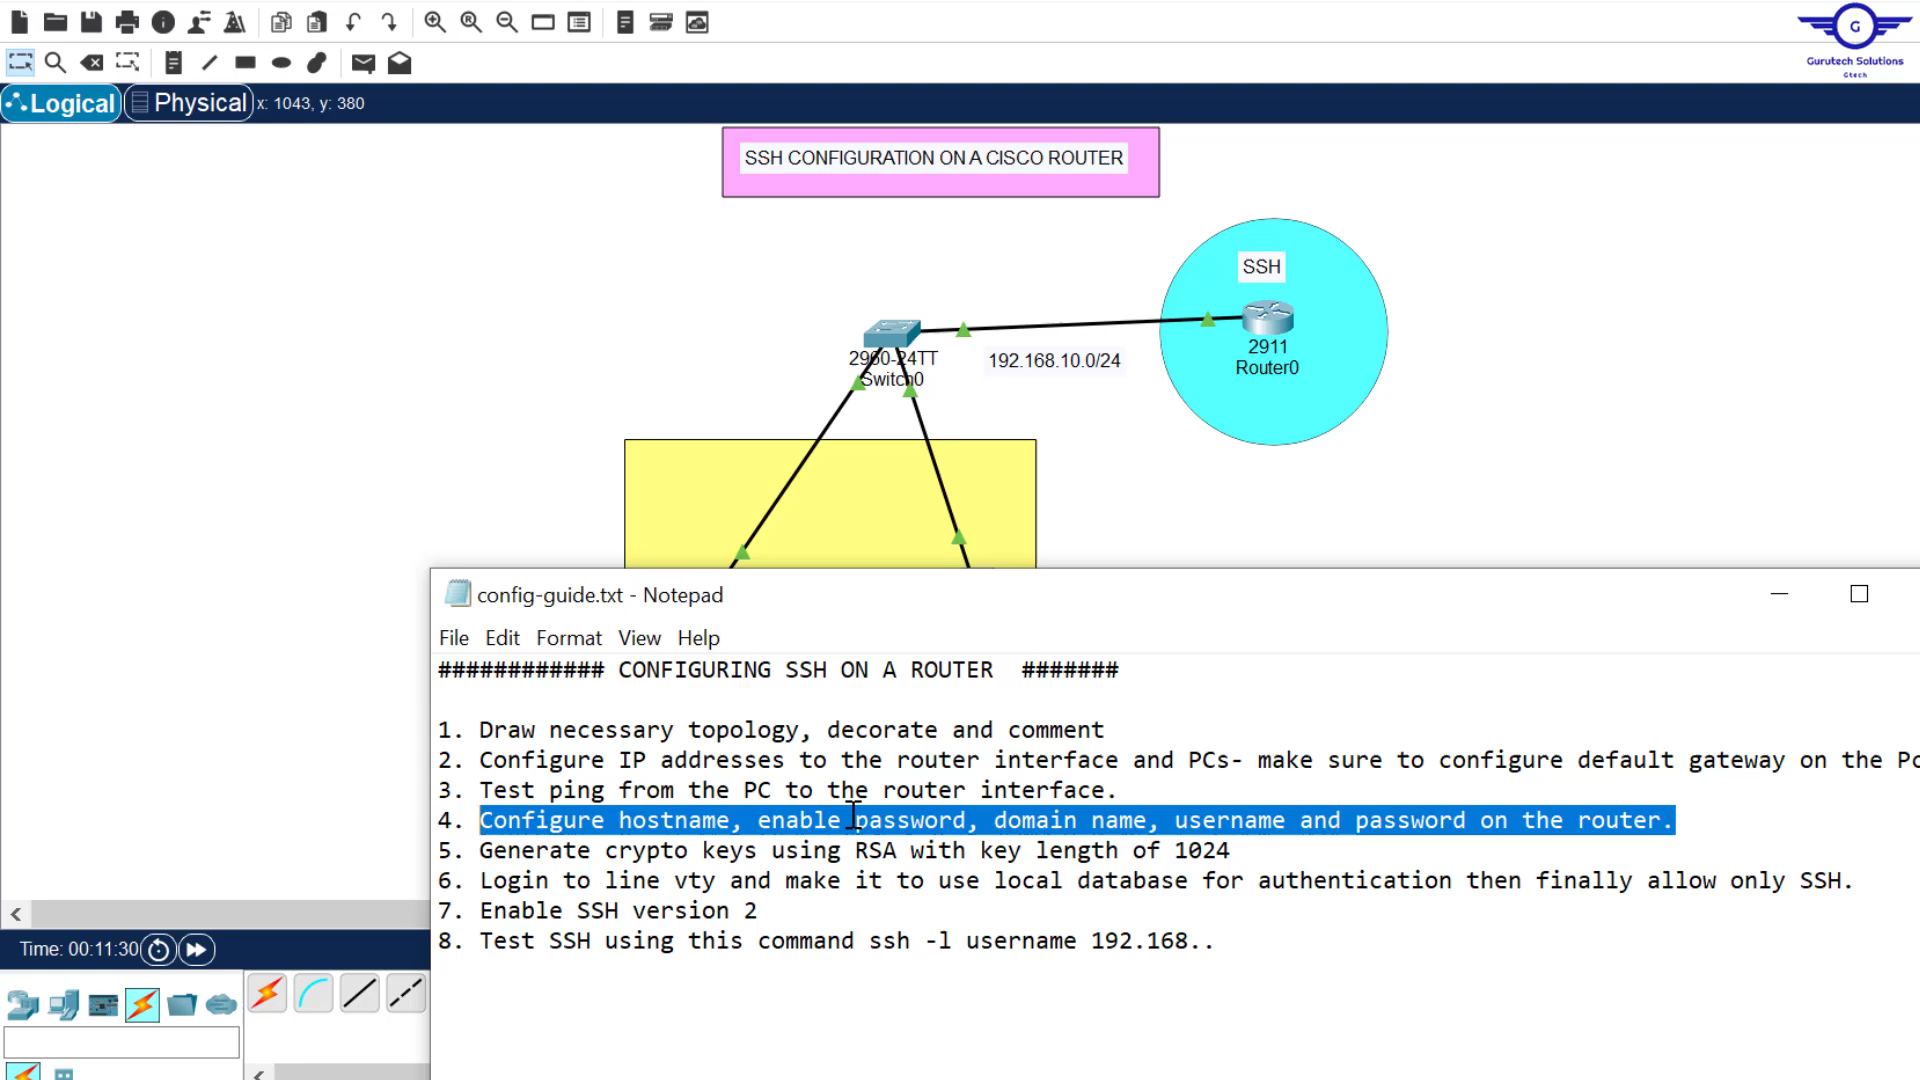 G
Gurutech Solutions
Gtech
Logical
Physical
x: 1043, y: 380
SSH CONFIGURATION ON A CISCO ROUTER
SSH
2911
Router0
2960-24TT
Switch0
192.168.10.0/24
config-guide.txt - Notepad
File Edit Format View Help
############ CONFIGURING SSH ON A ROUTER #######
1. Draw necessary topology, decorate and comment
2. Configure IP addresses to the router interface and PCs- make sure to configure default gateway on the
3. Test ping from the PC to the router interface.
4. Configure hostname, enable password, domain name, username and password on the router.
5. Generate crypto keys using RSA with key length of 1024
6. Login to line vty and make it to use local database for authentication then finally allow only SSH.
7. Enable SSH version 2
8. Test SSH using this command ssh -l username 192.168..
Time: 00:11:30